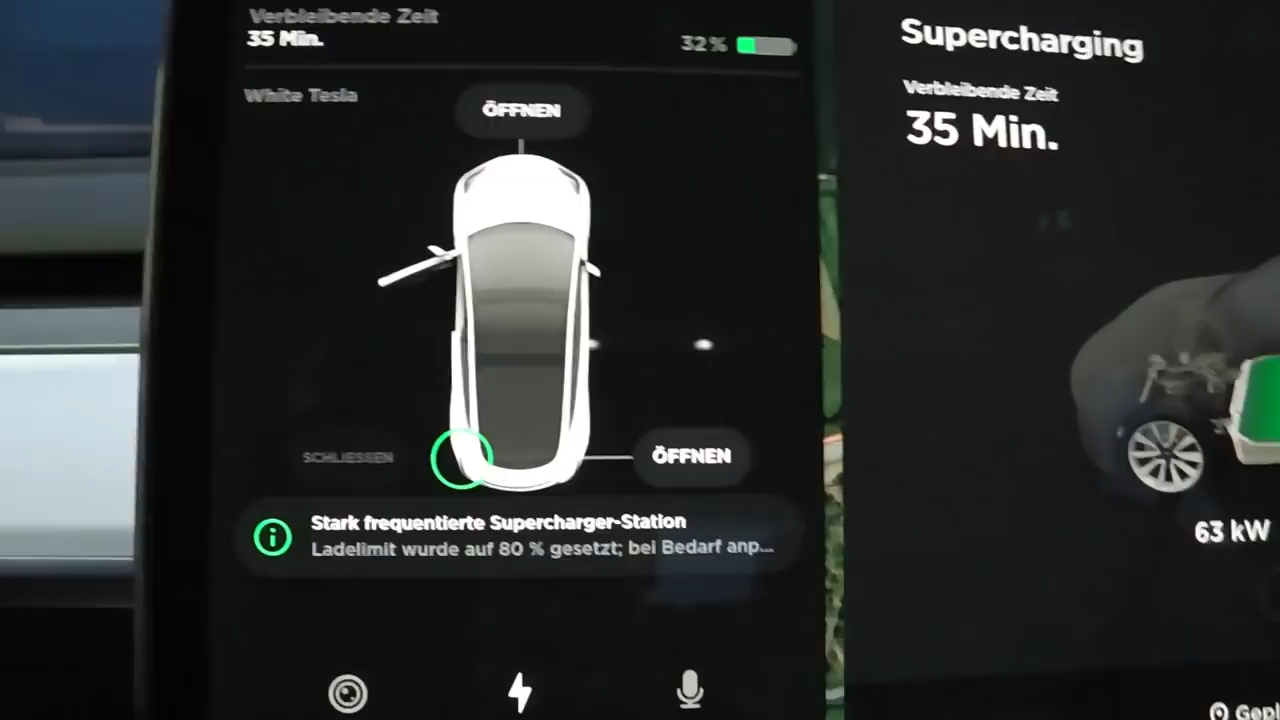 Verbleibende Zeit
35 Min.
32 %
White Tesla
ÖFFNEN
SCHLIESSEN
ÖFFNEN
Stark frequentierte Supercharger-Station
Ladelimit wurde auf 80 % gesetzt; bei Bedarf anp...
Supercharging
Verbleibende Zeit
35 Min.
63 kW